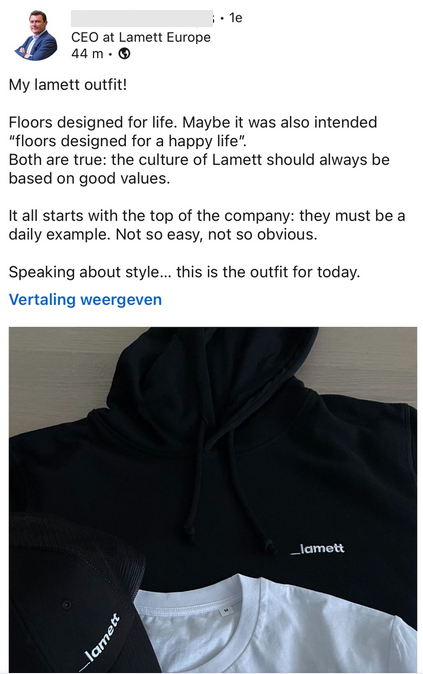 ; • 1e
CEO at Lamett Europe
44 m •
My lamett outfit!
Floors designed for life. Maybe it was also intended
“floors designed for a happy life”.
Both are true: the culture of Lamett should always be
based on good values.
It all starts with the top of the company: they must be a
daily example. Not so easy, not so obvious.
Speaking about style... this is the outfit for today.
Vertaling weergeven
_lamett
_lamett
M